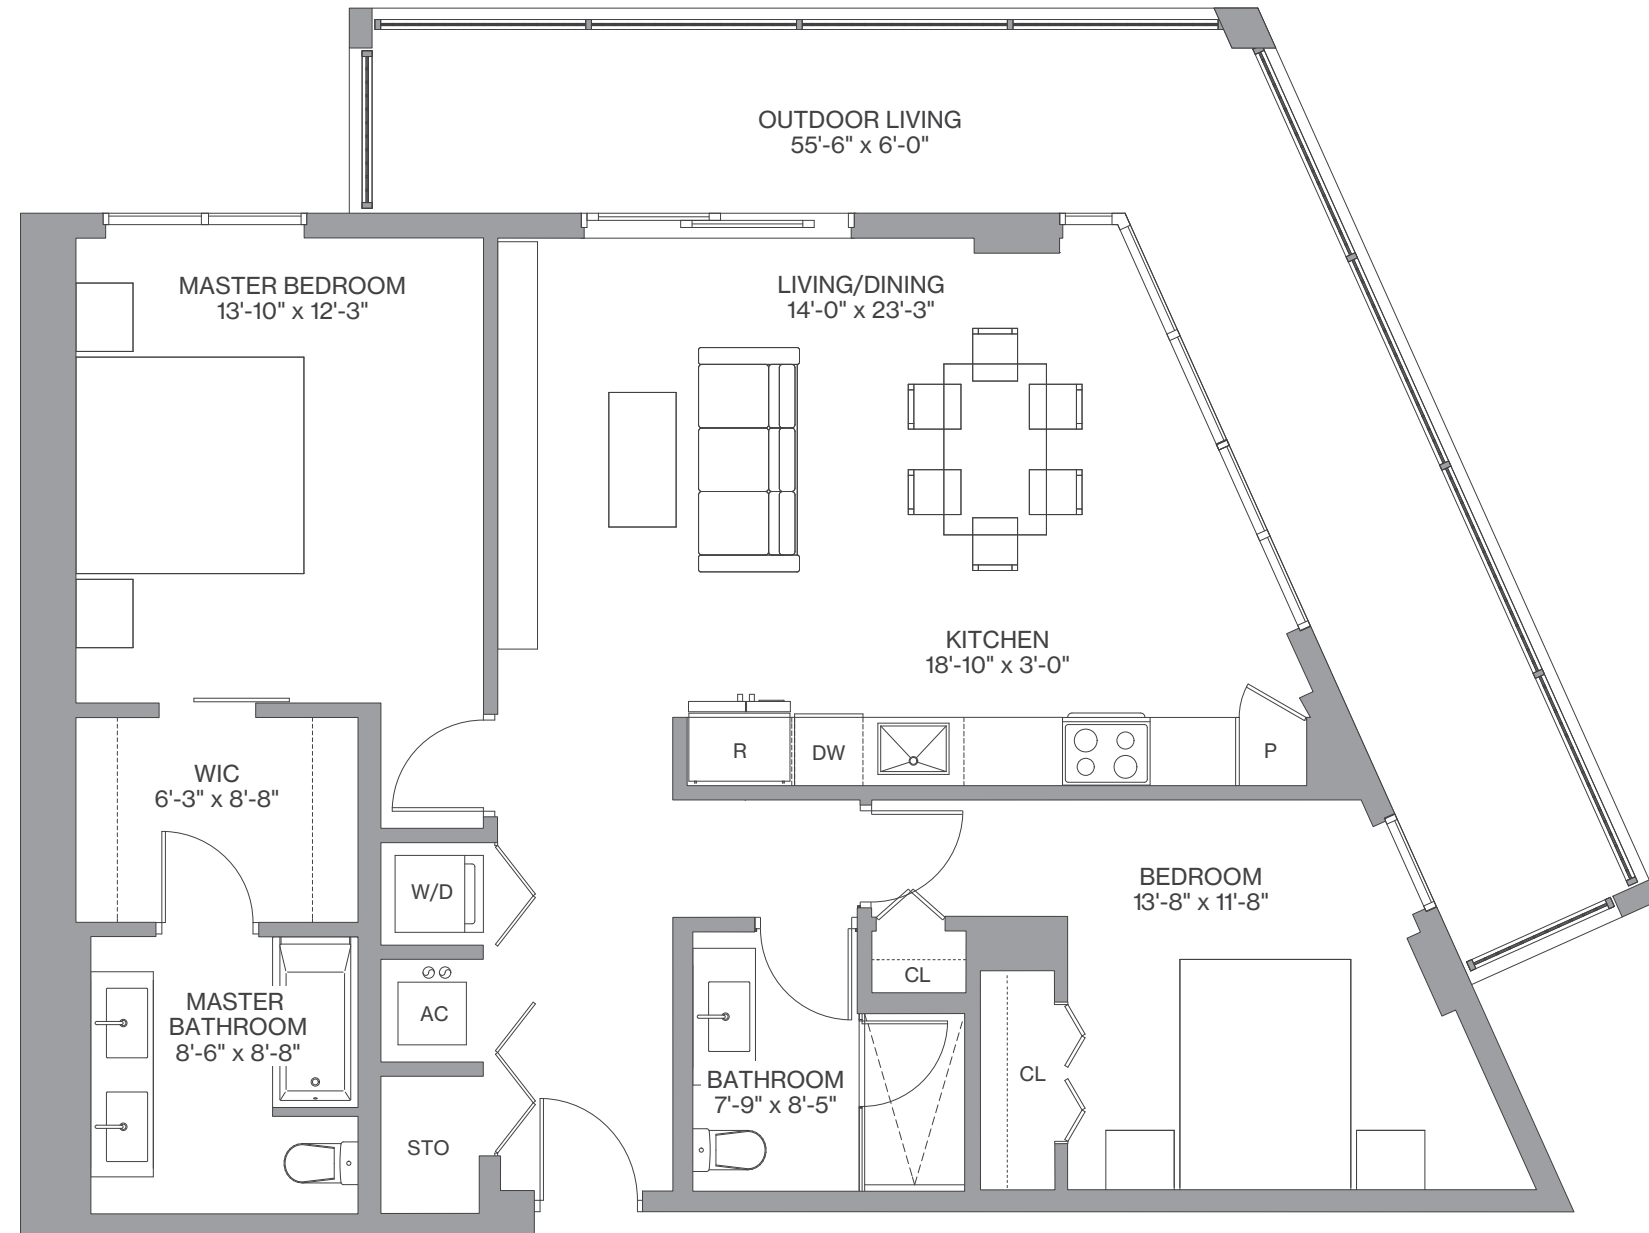 OUTDOOR LIVING
55'-6" x 6'-0"
MASTER BEDROOM
13'-10" x 12'-3"
LIVING/DINING
14'-0" x 23'-3"
KITCHEN
18'-10" x 3'-0"
R
DW
P
WIC
6'-3" x 8'-8"
W/D
BEDROOM
13'-8" x 11'-8"
CL
AC
MASTER
BATHROOM
8'-6" x 8'-8"
CL
BATHROOM
7'-9" x 8'-5"
STO